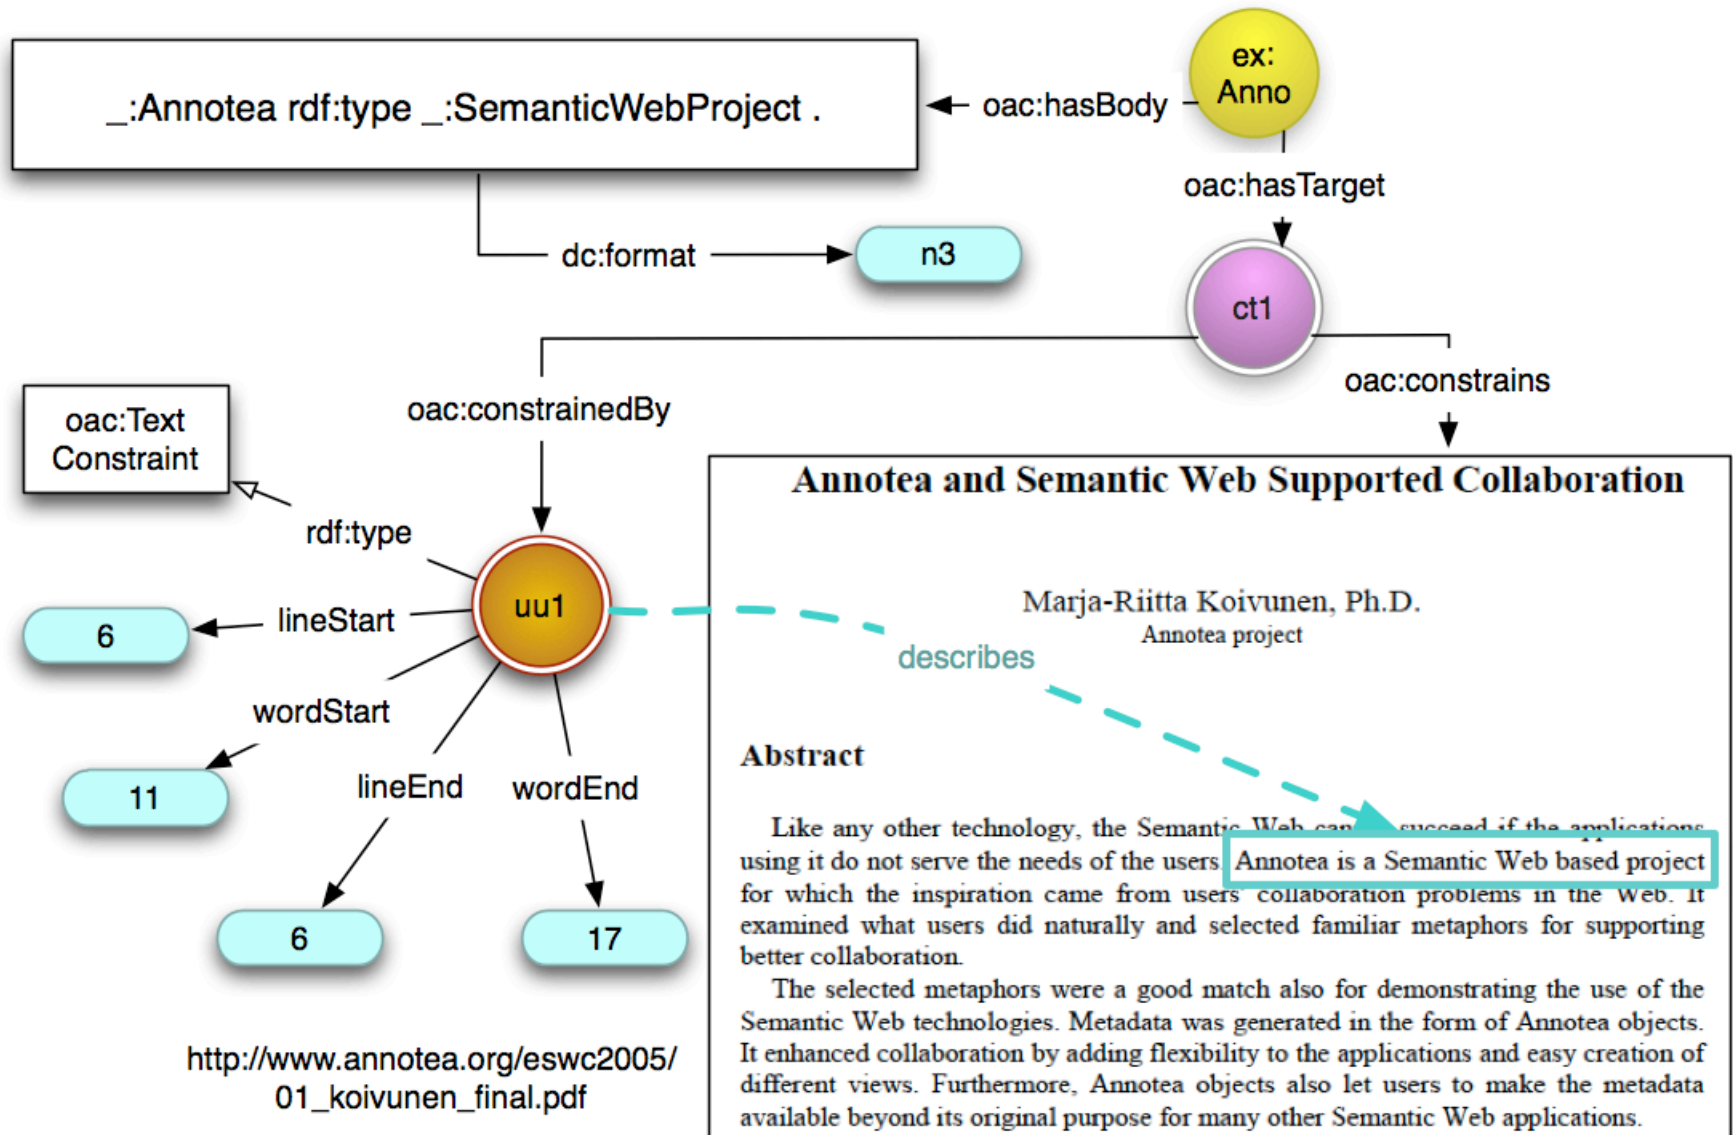 ex:
Anno
_:Annotea rdf:type _:SemanticWebProject .
oac:hasBody
oac:hasTarget
dc:format
n3
ct1
oac:constrains
oac:constrainedBy
oac:Text
Constraint
rdf:type
uu1
lineStart
6
wordStart
11
lineEnd
6
wordEnd
17
describes
http://www.annotea.org/eswc2005/
01_koivunen_final.pdf
Annotea and Semantic Web Supported Collaboration
Marja-Riitta Koivunen, Ph.D.
Annotea project
Abstract
Like any other technology, the Semantic Web can succeed if the applications
using it do not serve the needs of the users. Annotea is a Semantic Web based project
for which the inspiration came from users' collaboration problems in the Web. It
examined what users did naturally and selected familiar metaphors for supporting
better collaboration.
The selected metaphors were a good match also for demonstrating the use of the
Semantic Web technologies. Metadata was generated in the form of Annotea objects.
It enhanced collaboration by adding flexibility to the applications and easy creation of
different views. Furthermore, Annotea objects also let users to make the metadata
available beyond its original purpose for many other Semantic Web applications.